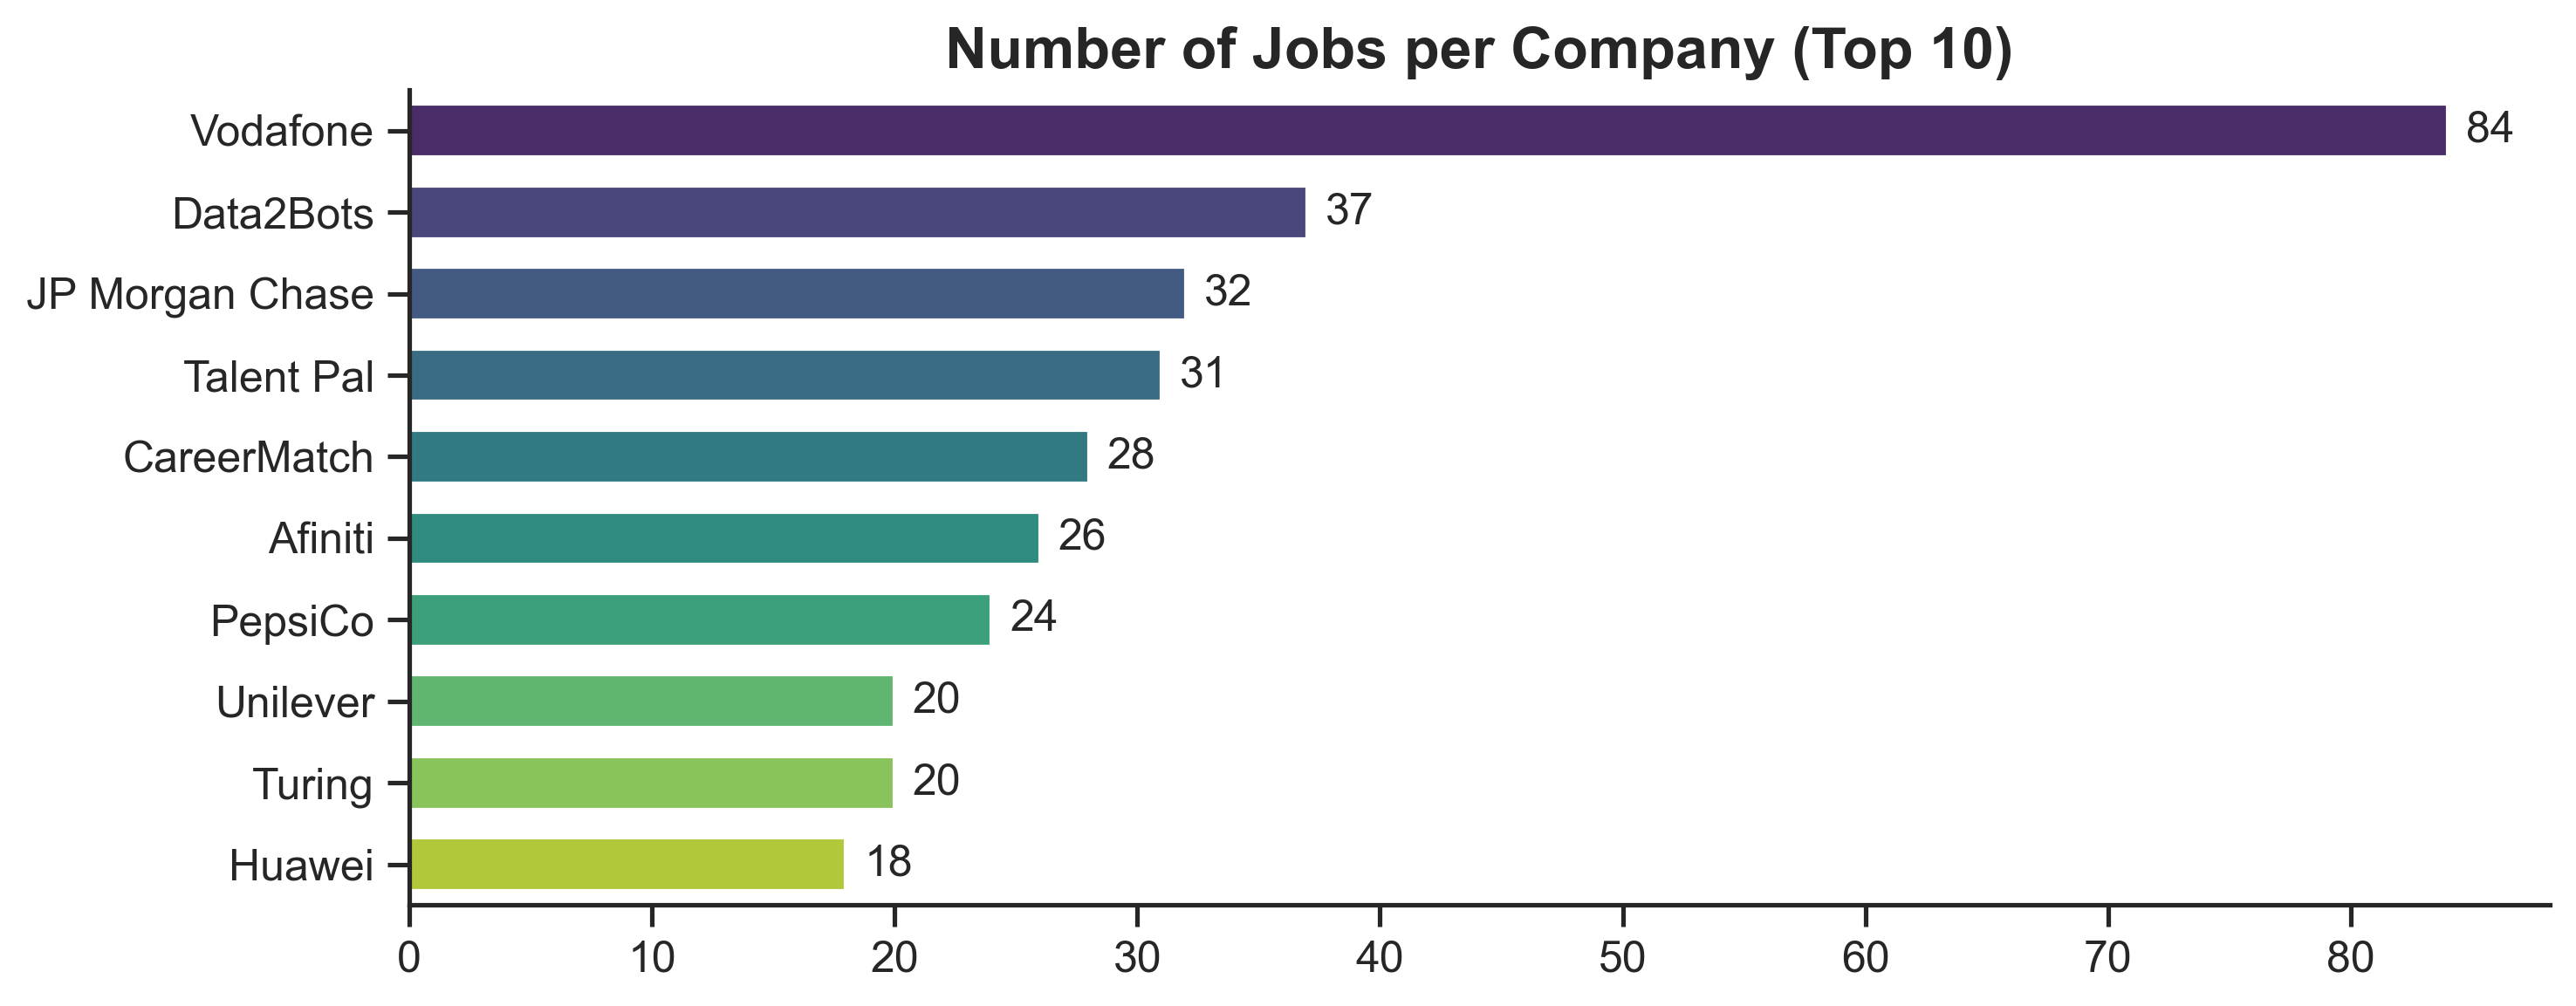 Number of Jobs per Company (Top 10)
Vodafone 84
Data2Bots 37
JP Morgan Chase 32
Talent Pal 31
CareerMatch 28
Afiniti 26
PepsiCo 24
Unilever 20
Turing 20
Huawei 18
0 10 20 30 40 50 60 70 80